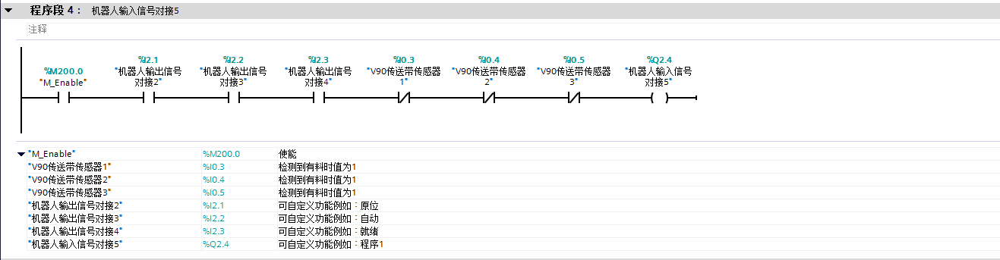 程序段 4： 机器人输入信号对接5
注释
%M200.0
"M_Enable"
%I2.1
"机器人输出信号
对接2"
%I2.2
"机器人输出信号
对接3"
%I2.3
"机器人输出信号
对接4"
%I0.3
"V90传送带传感器
1"
%I0.4
"V90传送带传感器
2"
%I0.5
"V90传送带传感器
3"
%Q2.4
"机器人输入信号
对接5"
"M_Enable" %M200.0 使能
"V90传送带传感器1" %I0.3 检测到有料时值为1
"V90传送带传感器2" %I0.4 检测到有料时值为1
"V90传送带传感器3" %I0.5 检测到有料时值为1
"机器人输出信号对接2" %I2.1 可自定义功能例如：原位
"机器人输出信号对接3" %I2.2 可自定义功能例如：自动
"机器人输出信号对接4" %I2.3 可自定义功能例如：就绪
"机器人输入信号对接5" %Q2.4 可自定义功能例如：程序1